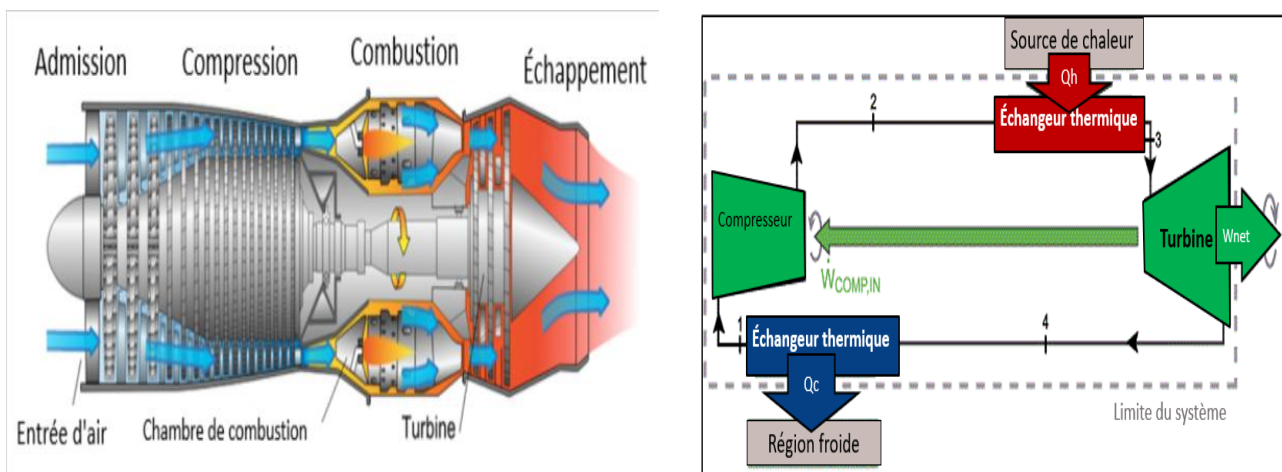 Admission
Compression
Combustion
Échappement
Entrée d'air
Chambre de combustion
Turbine
Source de chaleur
Qh
Échangeur thermique
2
3
Compresseur
Turbine
Wnet
ẆCOMP,IN
1
Échangeur thermique
4
Qc
Limite du système
Région froide